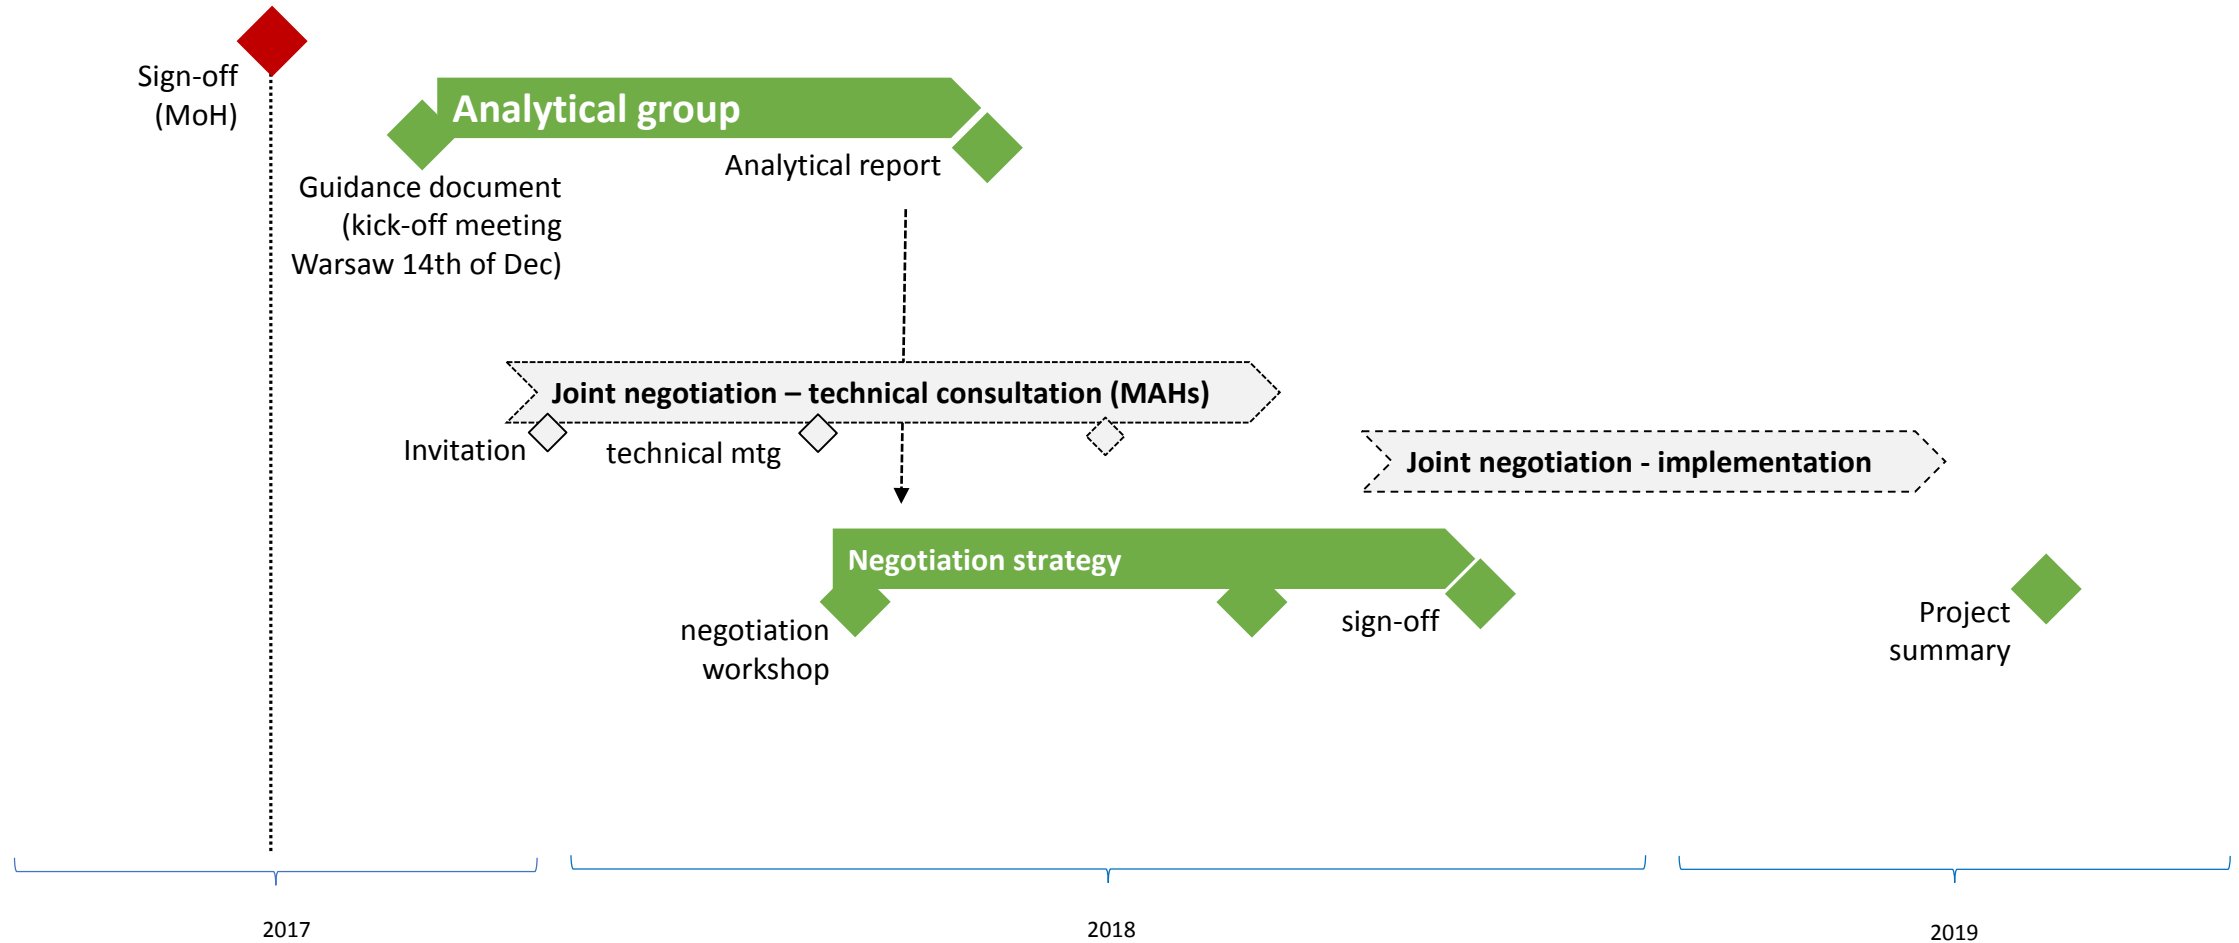 Sign-off
(MoH)
Analytical group
Analytical report
Guidance document
(kick-off meeting
Warsaw 14th of Dec)
Joint negotiation – technical consultation (MAHs)
Invitation
technical mtg
Joint negotiation - implementation
Negotiation strategy
negotiation
workshop
sign-off
Project
summary
2017
2018
2019